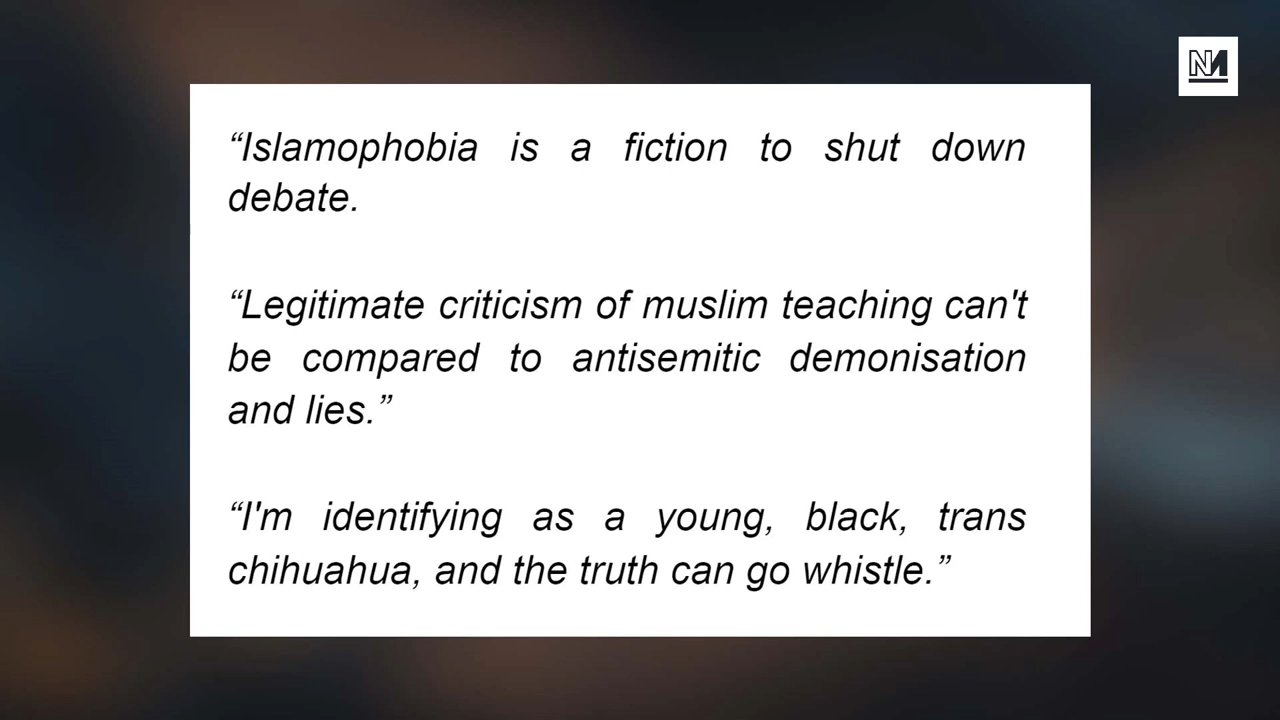 “Islamophobia is a fiction to shut down
debate.
“Legitimate criticism of muslim teaching can't
be compared to antisemitic demonisation
and lies.”
“I'm identifying as a young, black, trans
chihuahua, and the truth can go whistle.”
NM